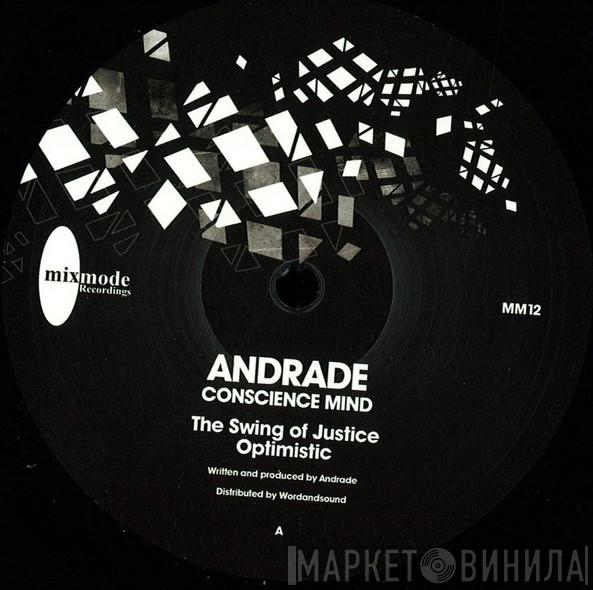 mixmode
Recordings
MM12
ANDRADE
CONSCIENCE MIND
The Swing of Justice
Optimistic
Written and produced by Andrade
Distributed by Wordandsound
A
МАРКЕТ ВИНИЛА